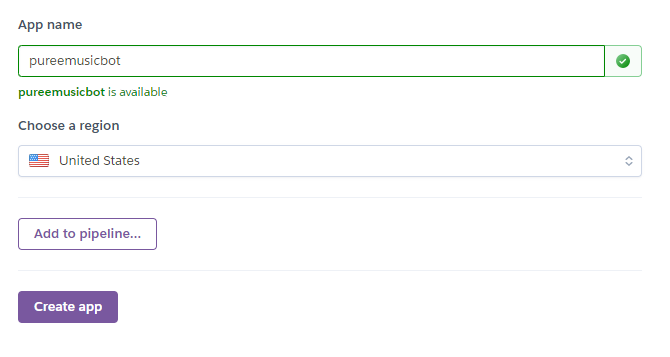 App name
pureemusicbot
pureemusicbot is available
Choose a region
United States
Add to pipeline...
Create app